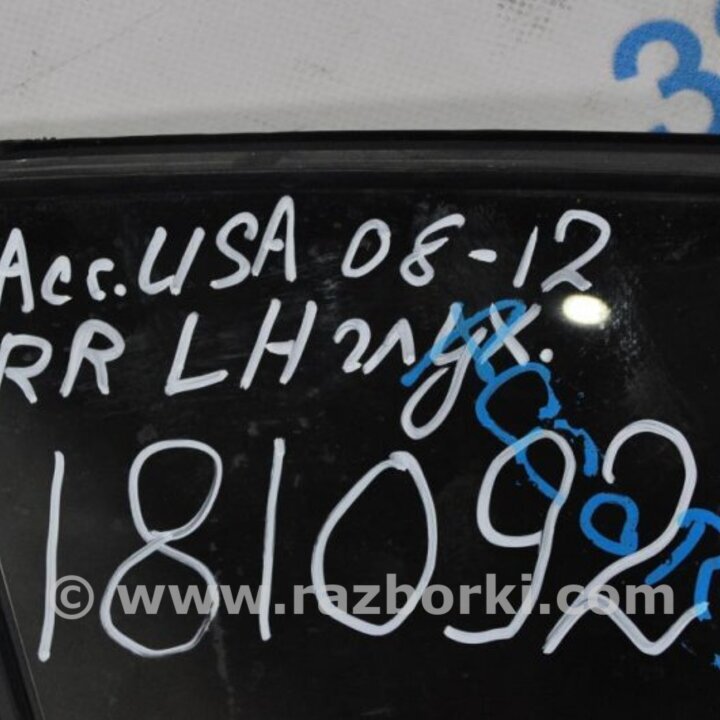 Acc. USA 08-12
RR LH глух.
181092
© www.razborki.com